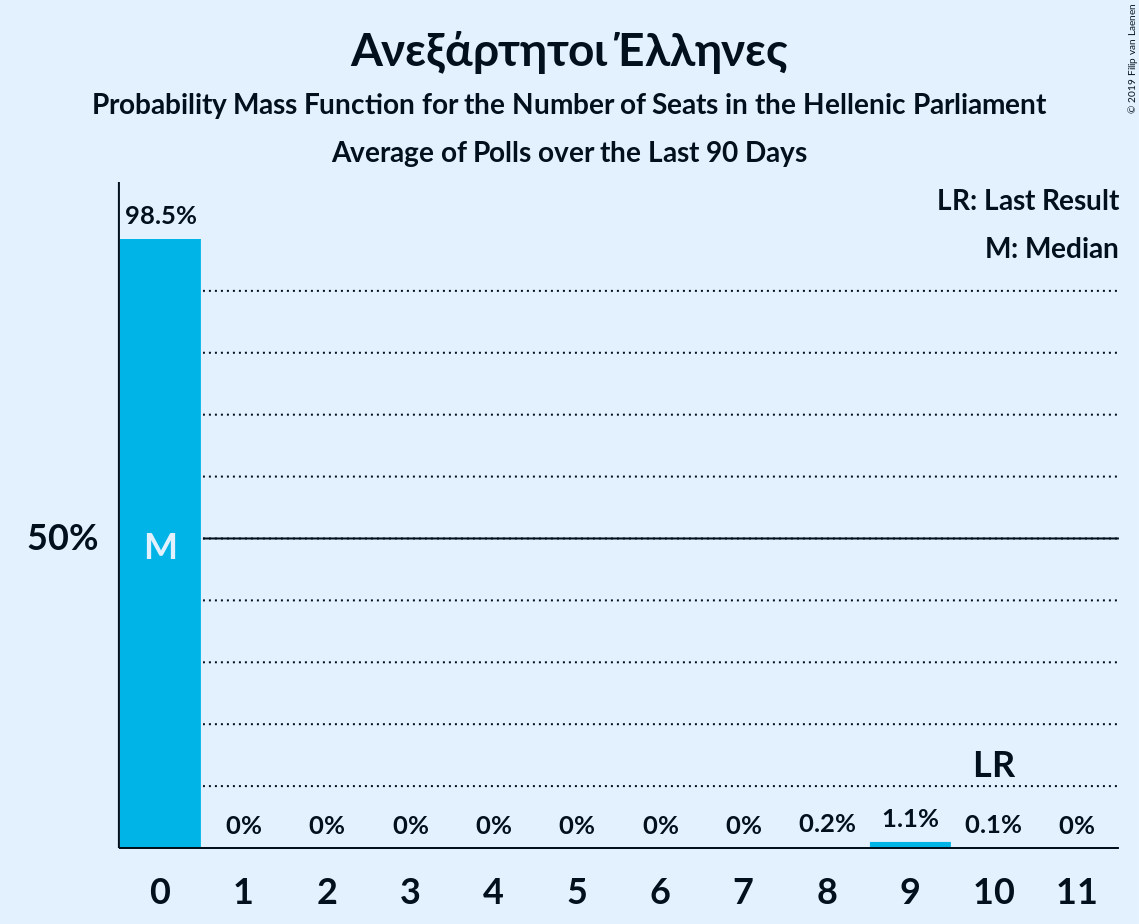 Ανεξάρτητοι Έλληνες
Probability Mass Function for the Number of Seats in the Hellenic Parliament
Average of Polls over the Last 90 Days
© 2019 Filip van Laenen
LR: Last Result
M: Median
98.5%
50%
M
LR
0% 0% 0% 0% 0% 0% 0% 0.2% 1.1% 0.1% 0%
0 1 2 3 4 5 6 7 8 9 10 11